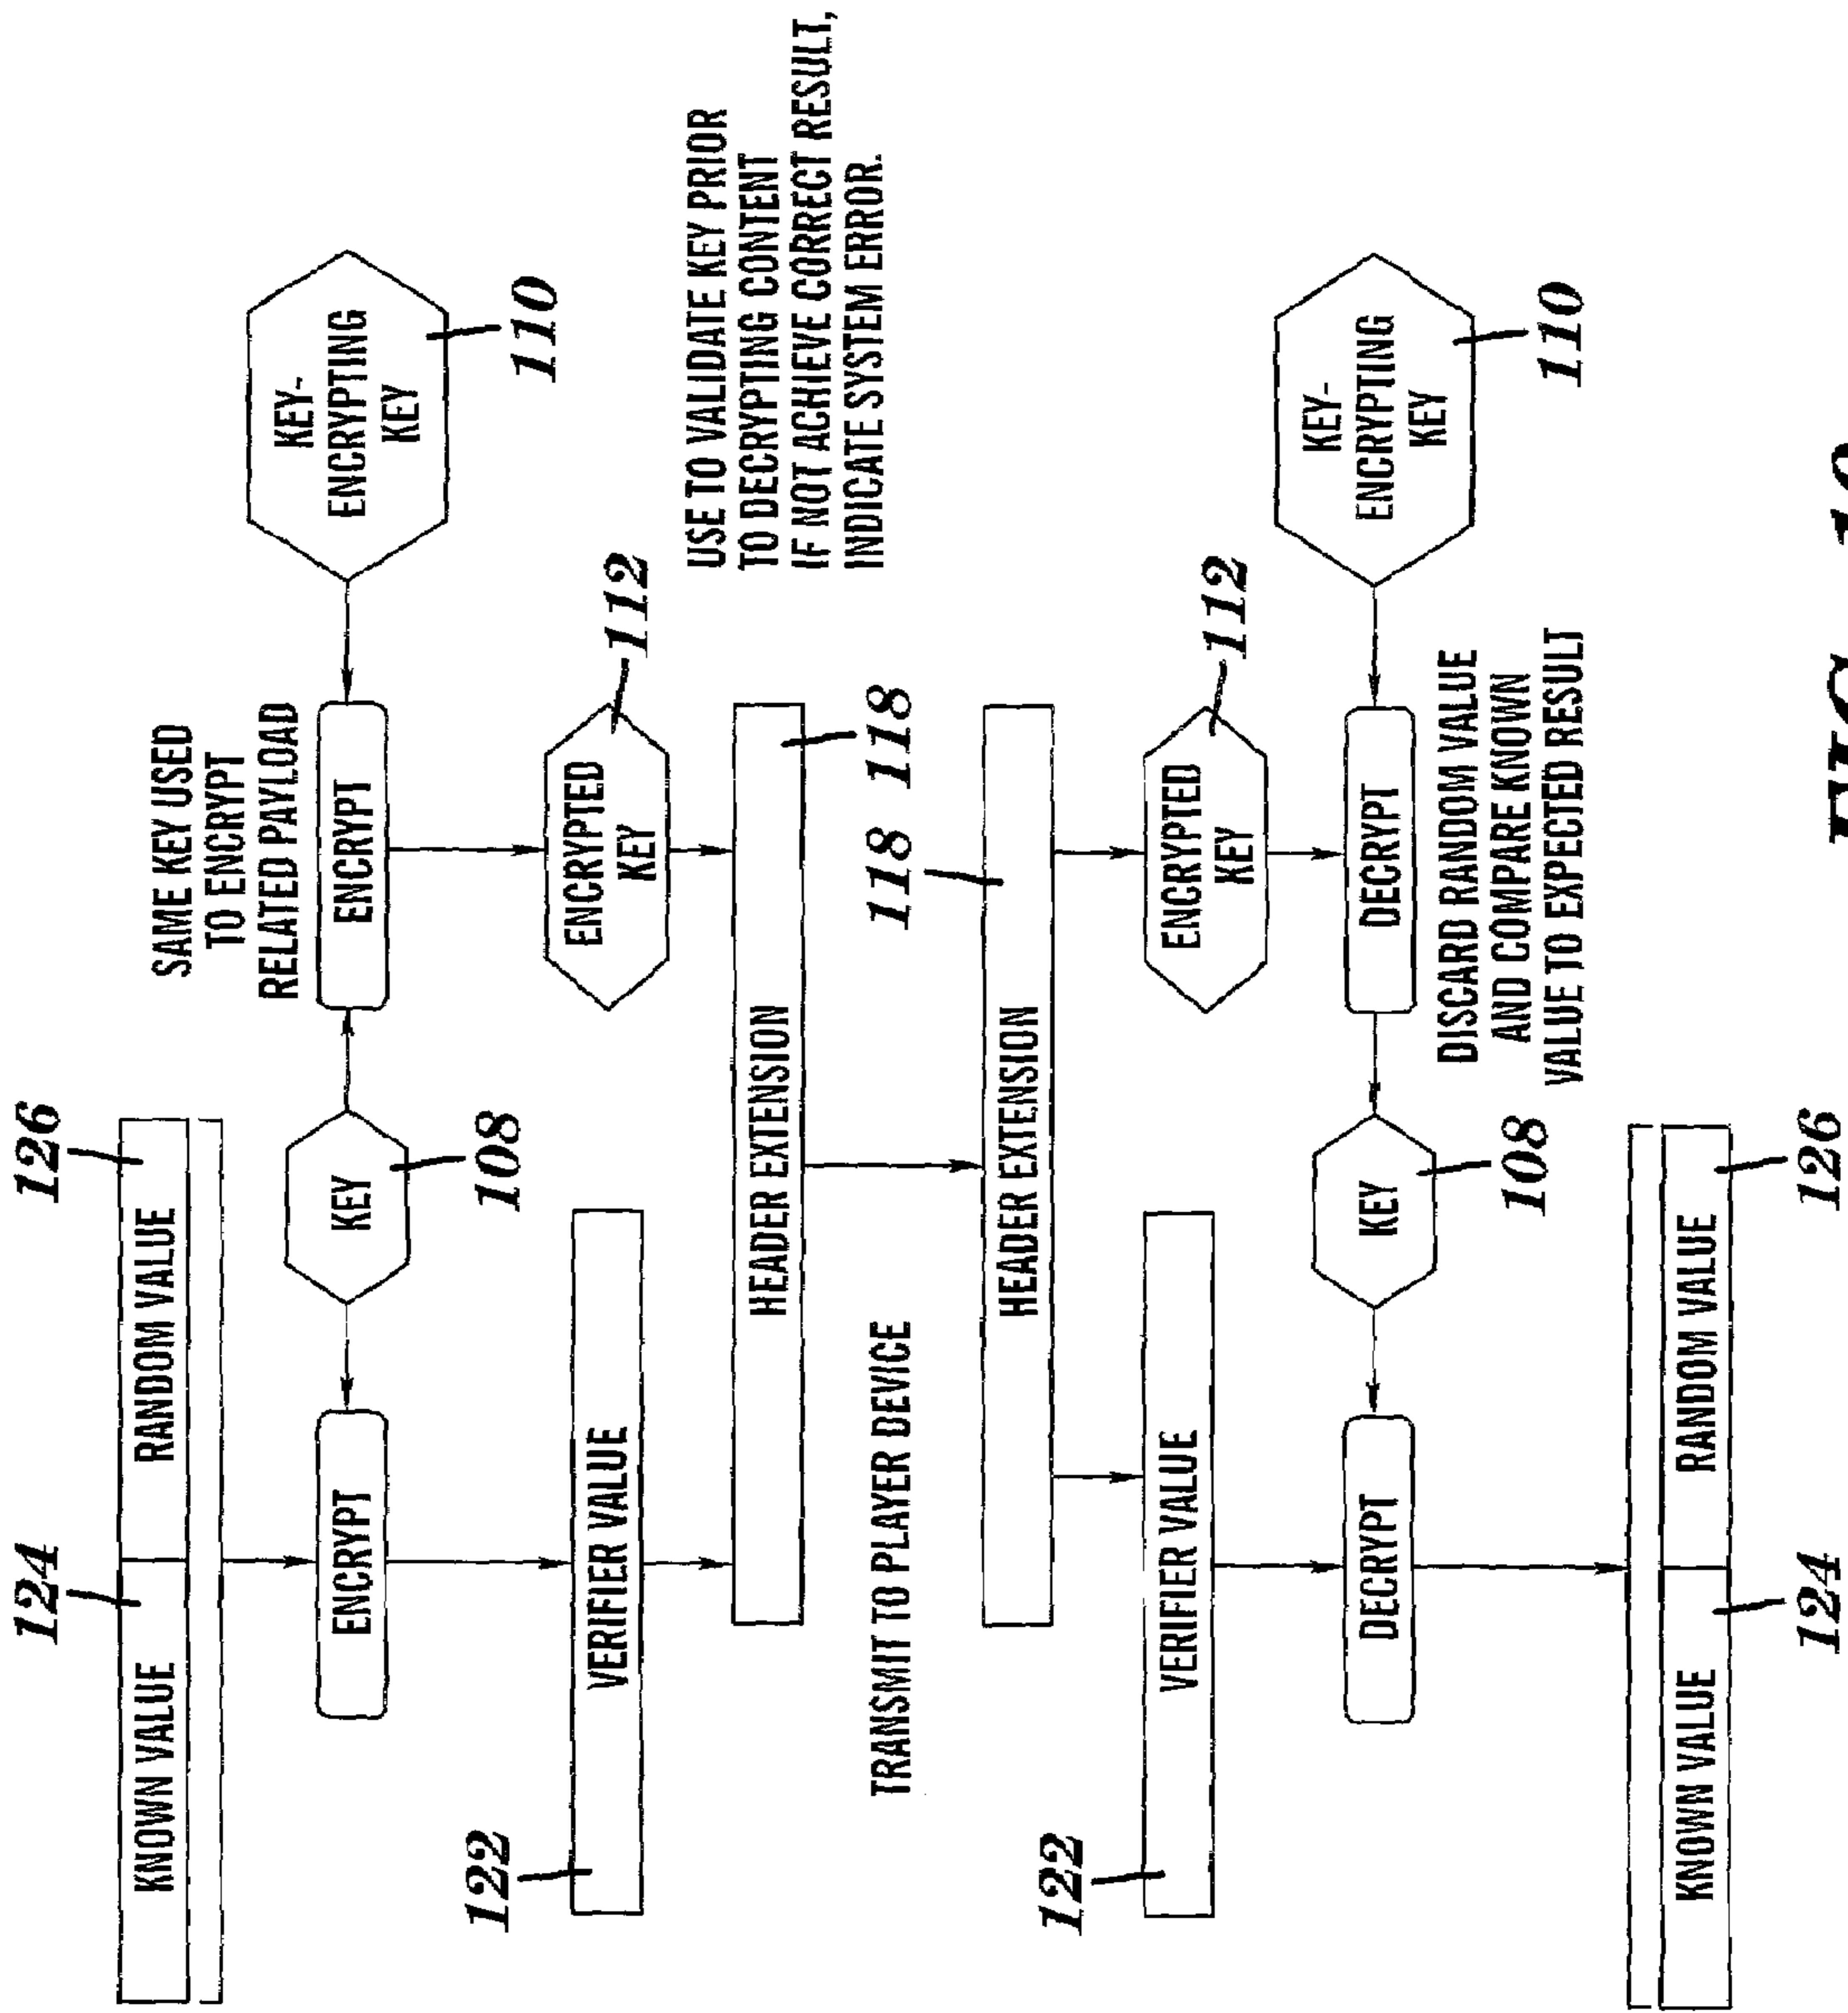 124
126
KNOWN VALUE
RANDOM VALUE
SAME KEY USED
TO ENCRYPT
RELATED PAYLOAD
ENCRYPT
KEY
108
ENCRYPT
KEY-
ENCRYPTING
KEY
110
122
VERIFIER VALUE
ENCRYPTED
KEY
112
HEADER EXTENSION
118
USE TO VALIDATE KEY PRIOR
TO DECRYPTING CONTENT
IF NOT ACHIEVE CORRECT RESULT,
INDICATE SYSTEM ERROR.
TRANSMIT TO PLAYER DEVICE
118
HEADER EXTENSION
122
VERIFIER VALUE
ENCRYPTED
KEY
112
DECRYPT
KEY
108
DECRYPT
KEY-
ENCRYPTING
KEY
110
DISCARD RANDOM VALUE
AND COMPARE KNOWN
VALUE TO EXPECTED RESULT
KNOWN VALUE
RANDOM VALUE
124
126
FIG.